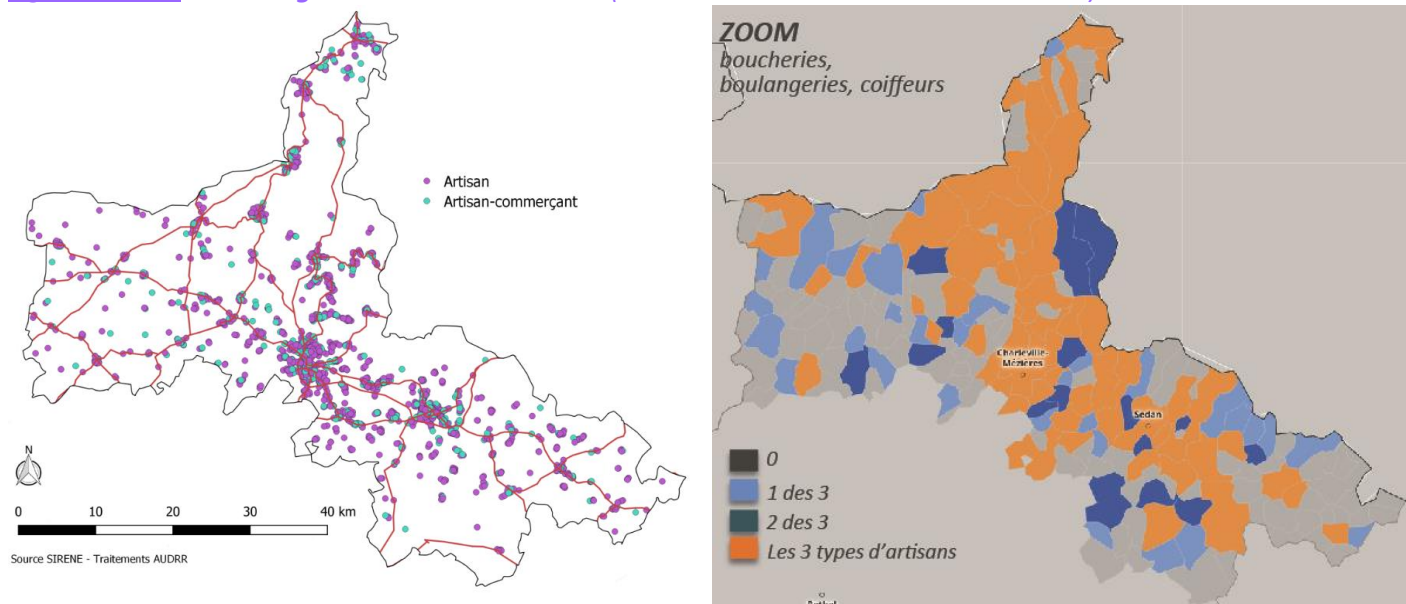 Artisan
Artisan-commerçant
N
0 10 20 30 40 km
Source SIRENE - Traitements AUDRR
ZOOM
boucheries,
boulangeries, coiffeurs
Charleville-
Mézières
Sedan
0
1 des 3
2 des 3
Les 3 types d'artisans